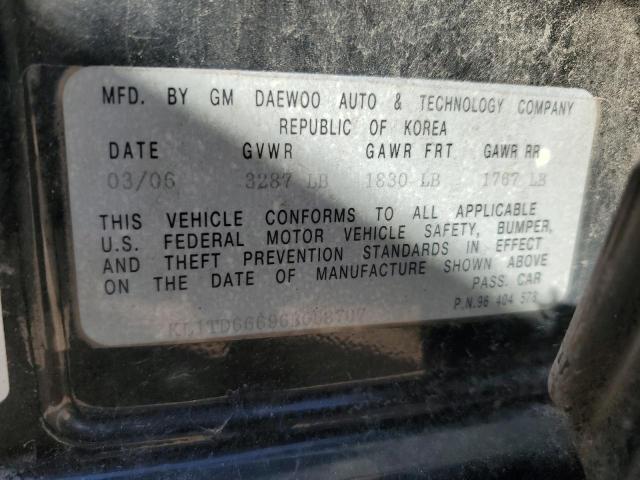 MFD. BY GM DAEWOO AUTO & TECHNOLOGY COMPANY
REPUBLIC OF KOREA
DATE GVWR GAWR FRT GAWR RR
03/06 3287 LB 1830 LB 1767 LB
THIS VEHICLE CONFORMS TO ALL APPLICABLE
U.S. FEDERAL MOTOR VEHICLE SAFETY, BUMPER,
AND THEFT PREVENTION STANDARDS IN EFFECT
ON THE DATE OF MANUFACTURE SHOWN ABOVE
PASS. CAR
P.N.96 404 578